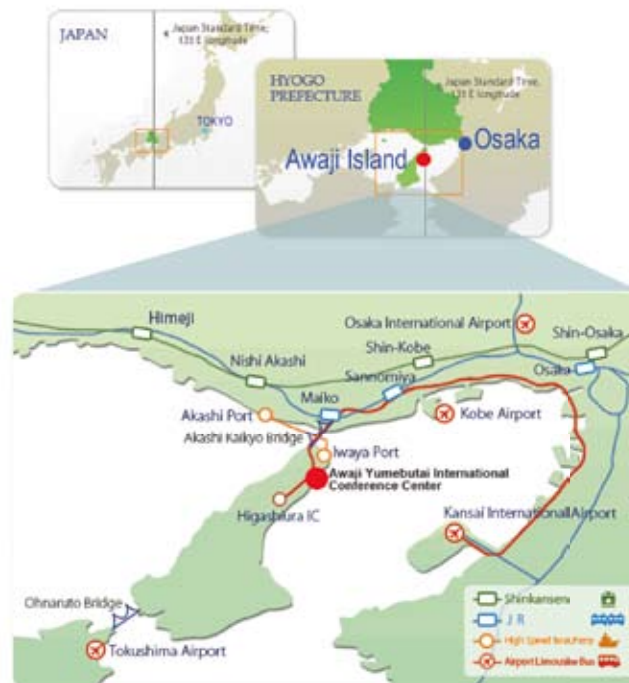 JAPAN
Japan Standard Time,
135 E longitude
TOKYO
HYOGO
PREFECTURE
Japan Standard Time,
135 E longitude
Osaka
Awaji Island
Himeji
Osaka International Airport
Shin-Osaka
Shin-Kobe
Nishi Akashi
Osaka
Sannomiya
Maiko
Akashi Port
Kobe Airport
Akashi Kaikyo Bridge
Iwaya Port
Awaji Yumebutai International
Conference Center
Higashiura IC
Kansai InternationalAirport
Ohnaruto Bridge
Tokushima Airport
Shinkansen
J R
High Speed
Airport Limousine Bus